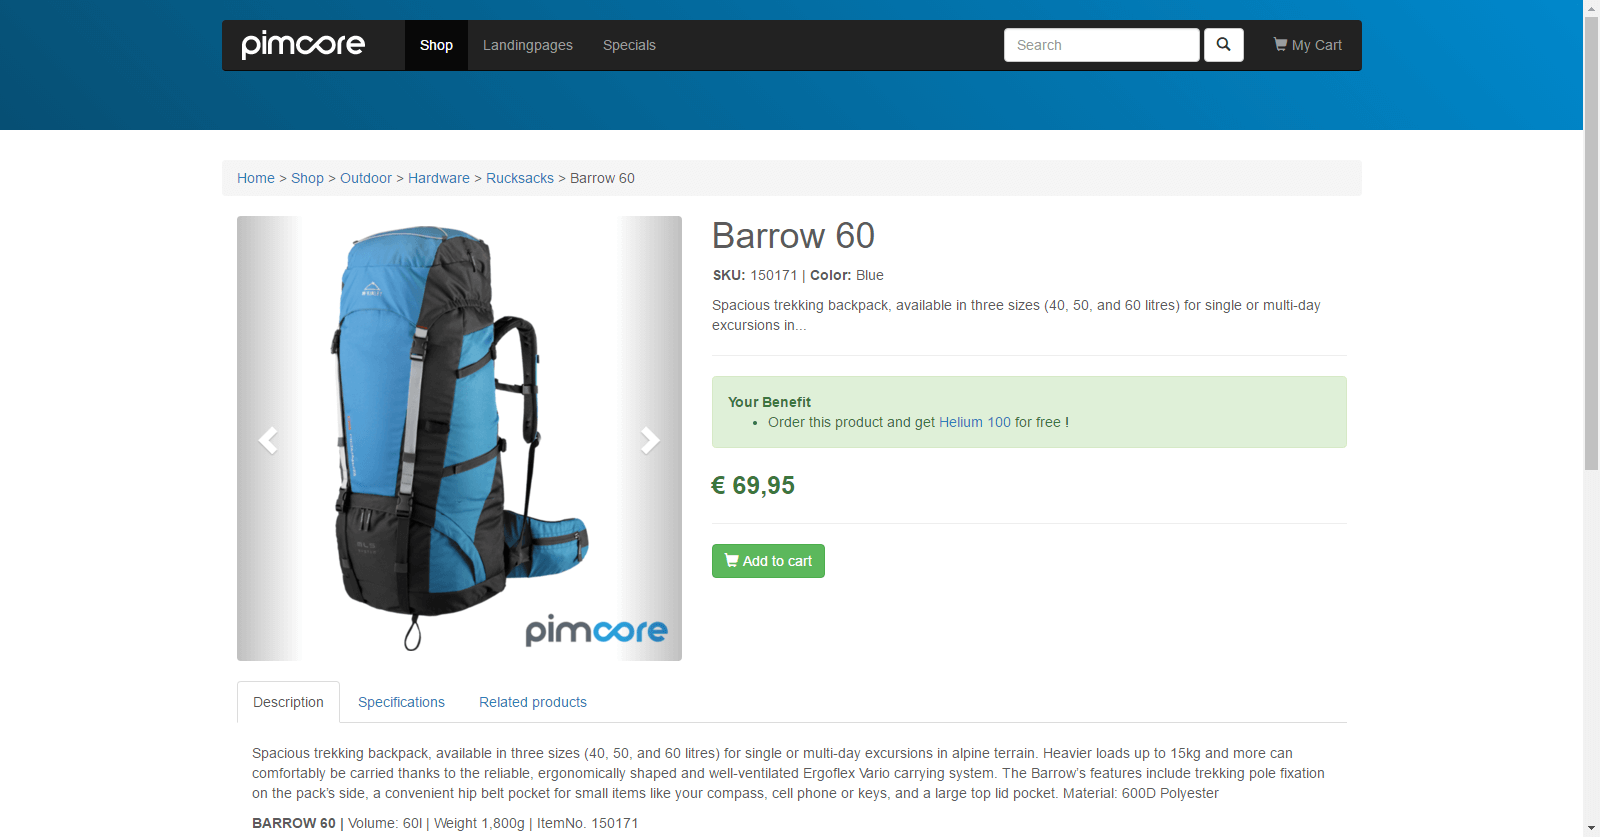 pimcore
Shop
Landingpages
Specials
Search
My Cart
Home > Shop > Outdoor > Hardware > Rucksacks > Barrow 60
Barrow 60
SKU: 150171 | Color: Blue
Spacious trekking backpack, available in three sizes (40, 50, and 60 litres) for single or multi-day
excursions in...
Your Benefit
• Order this product and get Helium 100 for free !
€ 69,95
Add to cart
pimcore
Description
Specifications
Related products
Spacious trekking backpack, available in three sizes (40, 50, and 60 litres) for single or multi-day excursions in alpine terrain. Heavier loads up to 15kg and more can
comfortably be carried thanks to the reliable, ergonomically shaped and well-ventilated Ergoflex Vario carrying system. The Barrow’s features include trekking pole fixation
on the pack’s side, a convenient hip belt pocket for small items like your compass, cell phone or keys, and a large top lid pocket. Material: 600D Polyester
BARROW 60 | Volume: 60l | Weight 1,800g | ItemNo. 150171